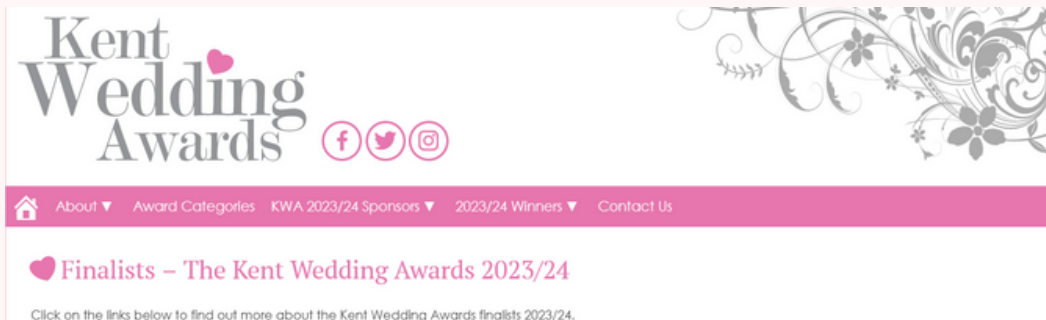 Kent
Wedding
Awards
About ▼ Award Categories KWA 2023/24 Sponsors ▼ 2023/24 Winners ▼ Contact Us
Finalists – The Kent Wedding Awards 2023/24
Click on the links below to find out more about the Kent Wedding Awards finalists 2023/24.